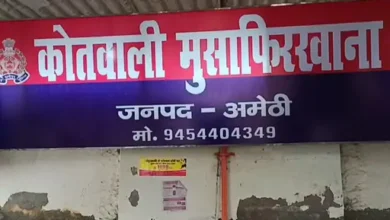 कोतवाली मुसाफिरखाना
जनपद - अमेठी
मो. 9454404349